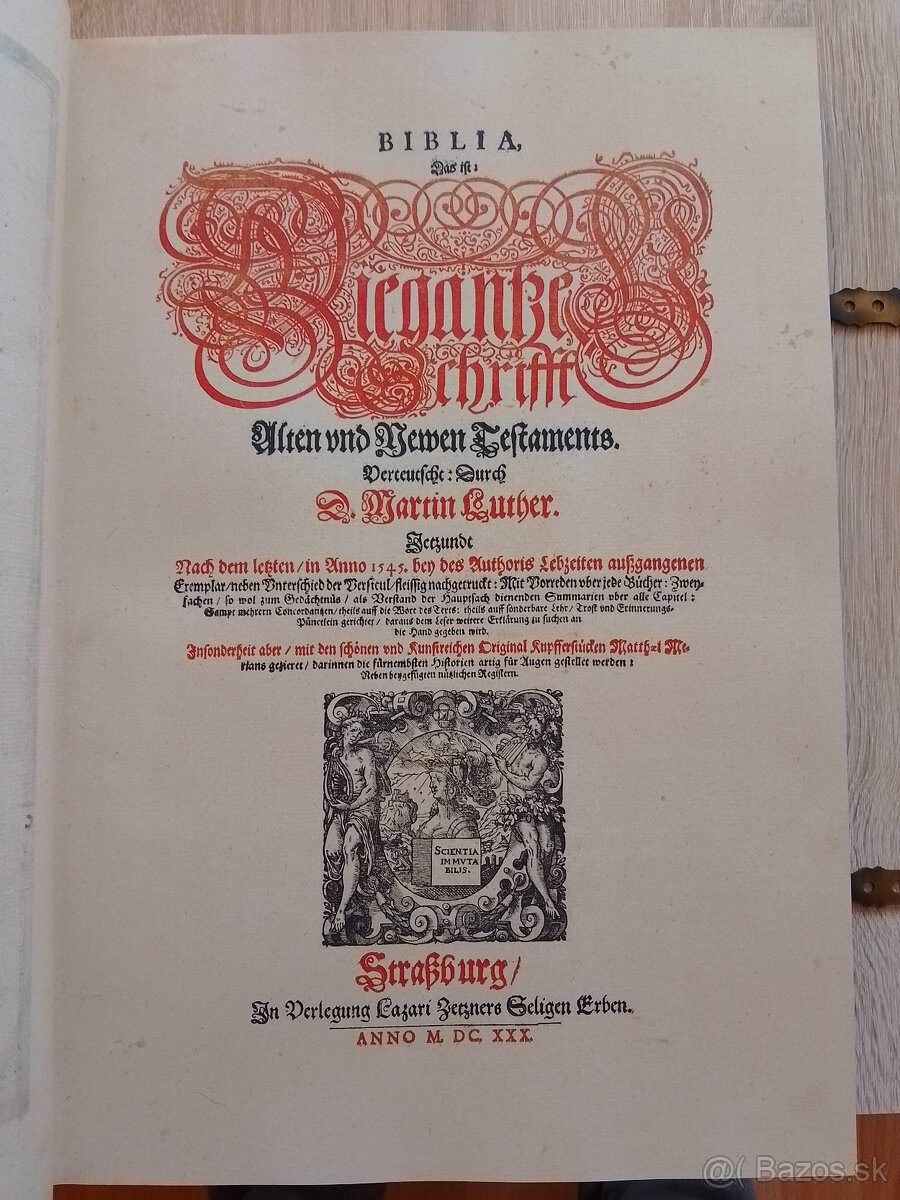 BIBLIA,
Das ist:
Die gantze
Schrifft
Alten vnd Newen Testaments.
Verteutscht: Durch
D. Martin Luther.
Jetzundt
Nach dem letzten/ in Anno 1545. bey des Authoris Lebzeiten außgangenen
Exemplar/ neben Vnterschied der Versicul/ fleissig nachgetruckt: Mit Vorreden vber jede Bücher: Zwey-
fachen/ so wol zum Gedächtnüs/ als Verstand der Hauptsach dienenden Summarien vber alle Capitel:
Sampt mehrern Concordantzen/ theils auff die Wort des Texts: theils auff sonderbare Lehr/ Trost vnd Erinnerungs-
Pünctlein gerichtet/ daraus dem Leser weitere Erklärung zu suchen an
die Hand gegeben wird.
Insonderheit aber/ mit den schönen vnd Kunstreichen Original Kupfferstücken Matthæi Me-
rians gezieret/ darinnen die fürnembsten Historien artig für Augen gestellet werden:
Neben beygefügten nützlichen Registern.
SCIENTIA
IMMVTA
BILIS.
Straßburg/
In Verlegung Lazari Zetzners Seligen Erben.
ANNO M. DC. XXX.
@( Bazos.sk